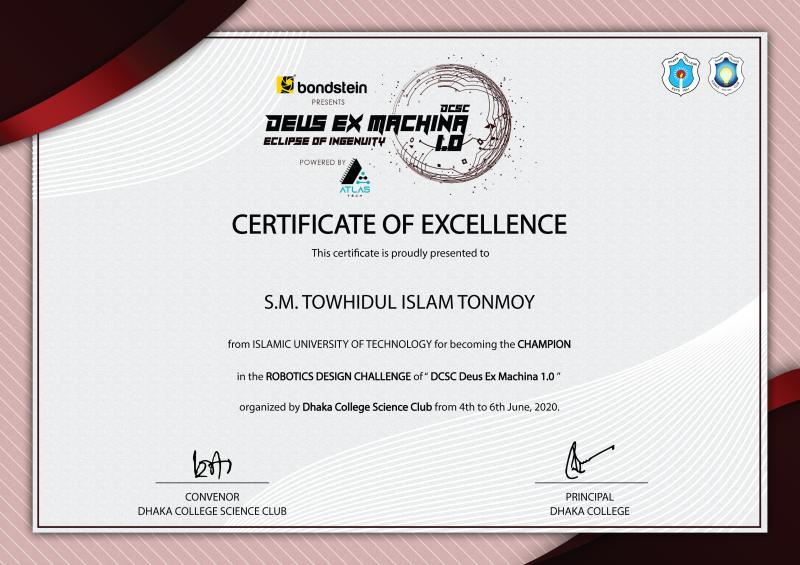 bondstein
PRESENTS
DCSC
DEUS EX MACHINA
ECLIPSE OF INGENUITY 1.0
POWERED BY
ATLAS
TECH
CERTIFICATE OF EXCELLENCE
This certificate is proudly presented to
S.M. TOWHIDUL ISLAM TONMOY
from ISLAMIC UNIVERSITY OF TECHNOLOGY for becoming the CHAMPION
in the ROBOTICS DESIGN CHALLENGE of “ DCSC Deus Ex Machina 1.0 ”
organized by Dhaka College Science Club from 4th to 6th June, 2020.
CONVENOR
DHAKA COLLEGE SCIENCE CLUB
PRINCIPAL
DHAKA COLLEGE